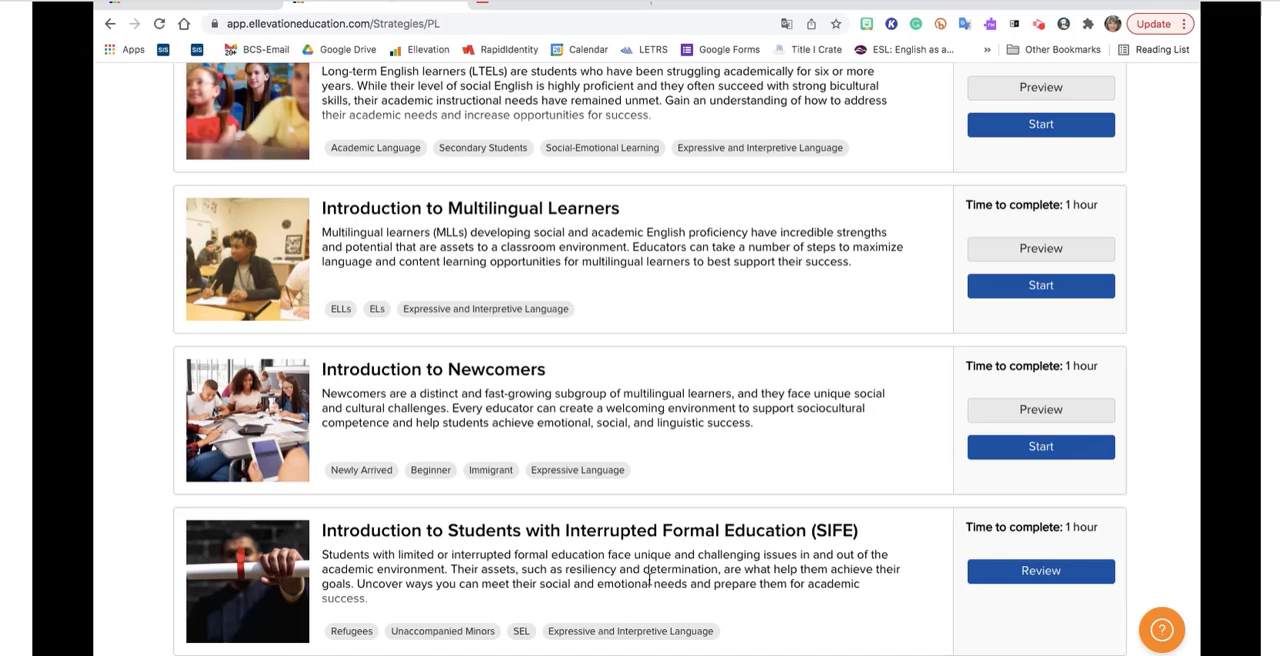 app.ellevationeducation.com/Strategies/PL
Update
Apps
SIS
SIS
20+ BCS-Email
Google Drive
Ellevation
RapidIdentity
Calendar
LETRS
Google Forms
Title I Crate
ESL: English as a...
»
Other Bookmarks
Reading List
Long-term English learners (LTELs) are students who have been struggling academically for six or more
years. While their level of social English is highly proficient and they often succeed with strong bicultural
skills, their academic instructional needs have remained unmet. Gain an understanding of how to address
their academic needs and increase opportunities for success.
Academic Language
Secondary Students
Social-Emotional Learning
Expressive and Interpretive Language
Preview
Start
Introduction to Multilingual Learners
Multilingual learners (MLLs) developing social and academic English proficiency have incredible strengths
and potential that are assets to a classroom environment. Educators can take a number of steps to maximize
language and content learning opportunities for multilingual learners to best support their success.
ELLs
ELs
Expressive and Interpretive Language
Time to complete: 1 hour
Preview
Start
Introduction to Newcomers
Newcomers are a distinct and fast-growing subgroup of multilingual learners, and they face unique social
and cultural challenges. Every educator can create a welcoming environment to support sociocultural
competence and help students achieve emotional, social, and linguistic success.
Newly Arrived
Beginner
Immigrant
Expressive Language
Time to complete: 1 hour
Preview
Start
Introduction to Students with Interrupted Formal Education (SIFE)
Students with limited or interrupted formal education face unique and challenging issues in and out of the
academic environment. Their assets, such as resiliency and determination, are what help them achieve their
goals. Uncover ways you can meet their social and emotional needs and prepare them for academic
success.
Refugees
Unaccompanied Minors
SEL
Expressive and Interpretive Language
Time to complete: 1 hour
Review
?